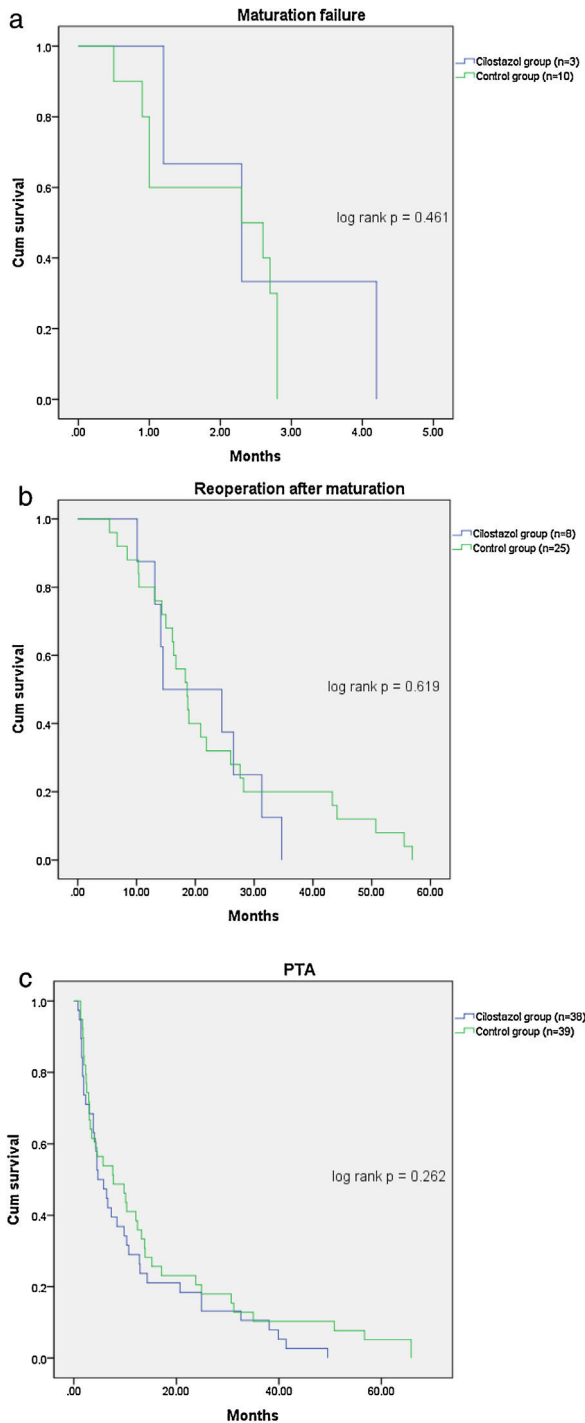 a
Maturation failure
Cilostazol group (n=3)
Control group (n=10)
1.0
0.8
0.6
0.4
0.2
0.0
Cum survival
log rank p = 0.461
.00 1.00 2.00 3.00 4.00 5.00
Months
b
Reoperation after maturation
Cilostazol group (n=8)
Control group (n=25)
1.0
0.8
0.6
0.4
0.2
0.0
Cum survival
log rank p = 0.619
.00 10.00 20.00 30.00 40.00 50.00 60.00
Months
c
PTA
Cilostazol group (n=38)
Control group (n=39)
1.0
0.8
0.6
0.4
0.2
0.0
Cum survival
log rank p = 0.262
.00 20.00 40.00 60.00
Months